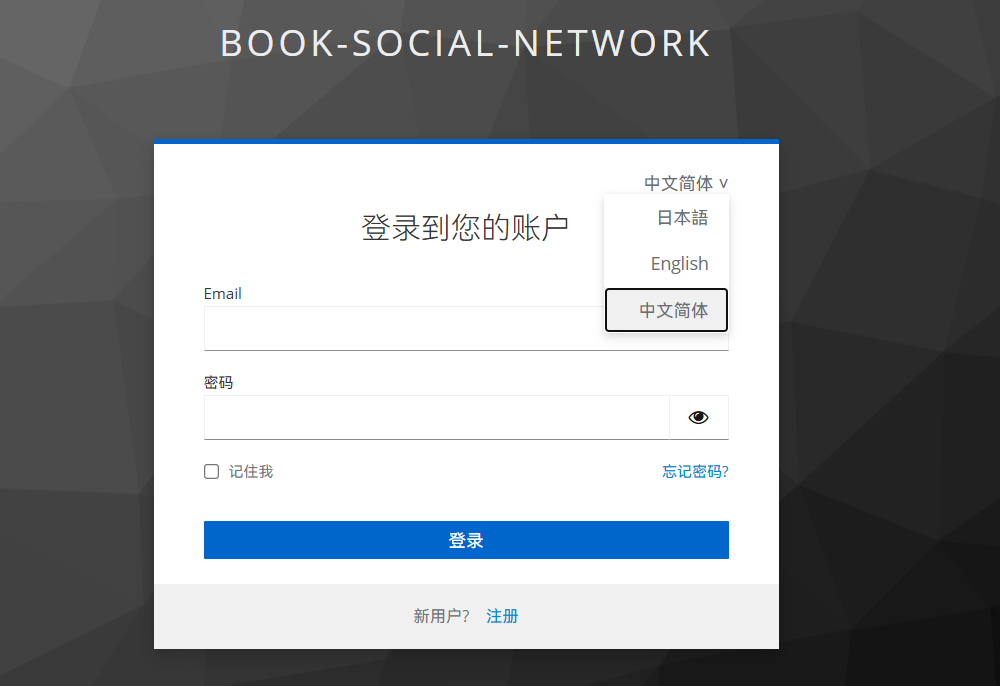 BOOK-SOCIAL-NETWORK
中文简体 ˅
日本語
English
中文简体
登录到您的账户
Email
密码
记住我
忘记密码?
登录
新用户? 注册